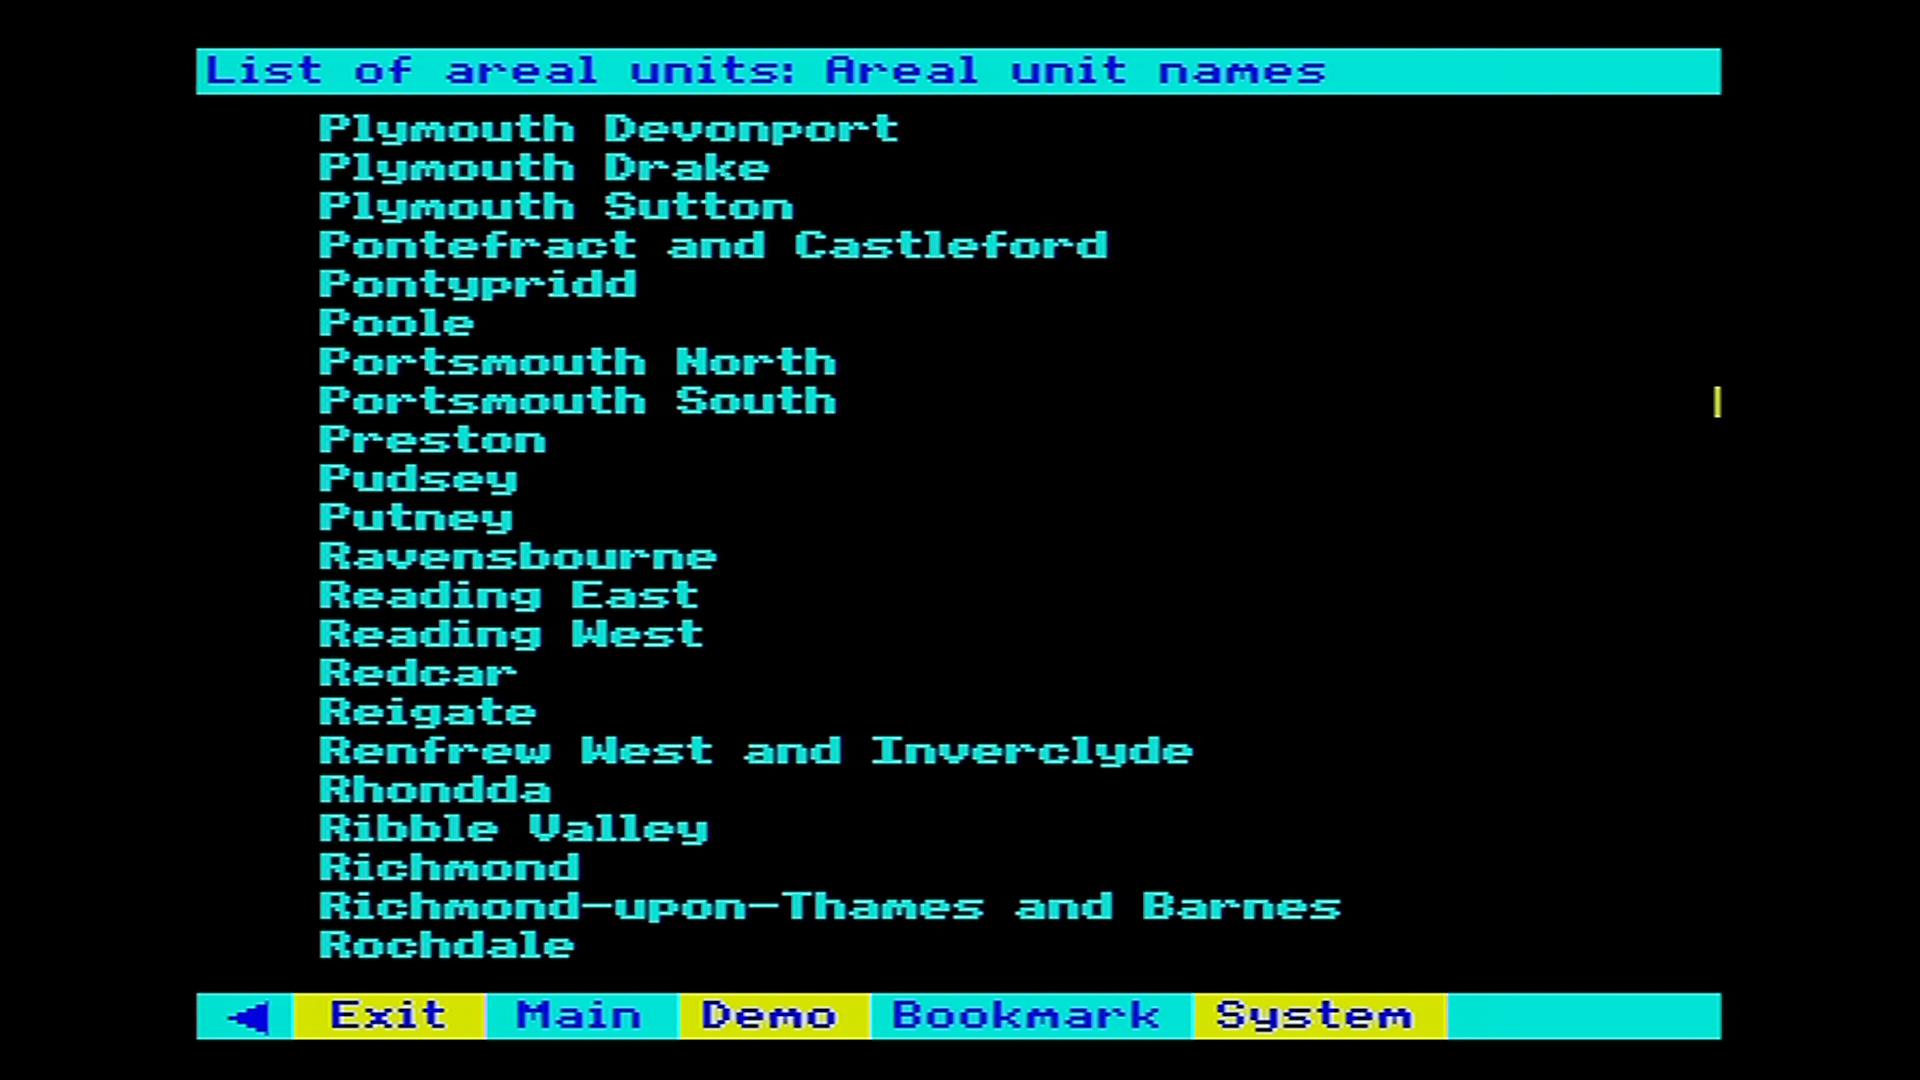 List of areal units: Areal unit names
Plymouth Devonport
Plymouth Drake
Plymouth Sutton
Pontefract and Castleford
Pontypridd
Poole
Portsmouth North
Portsmouth South
Preston
Pudsey
Putney
Ravensbourne
Reading East
Reading West
Redcar
Reigate
Renfrew West and Inverclyde
Rhondda
Ribble Valley
Richmond
Richmond-upon-Thames and Barnes
Rochdale
Exit Main Demo Bookmark System